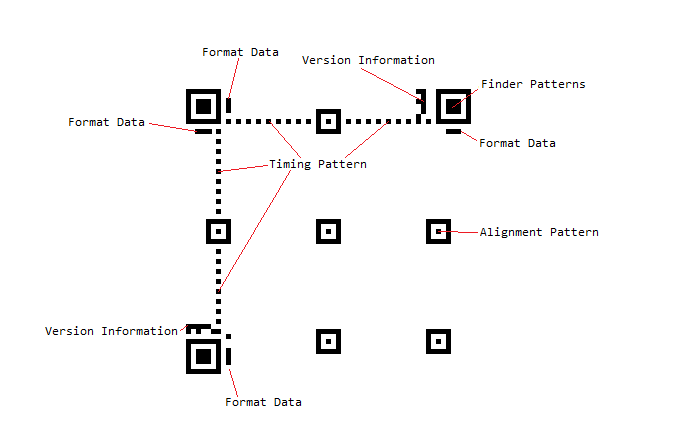 Format Data
Version Information
Finder Patterns
Format Data
Format Data
Timing Pattern
Alignment Pattern
Version Information
Format Data